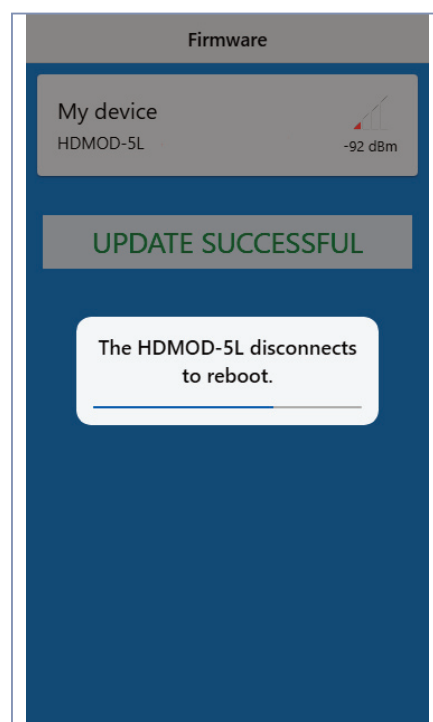 Firmware
My device
HDMOD-5L
-92 dBm
UPDATE SUCCESSFUL
The HDMOD-5L disconnects
to reboot.